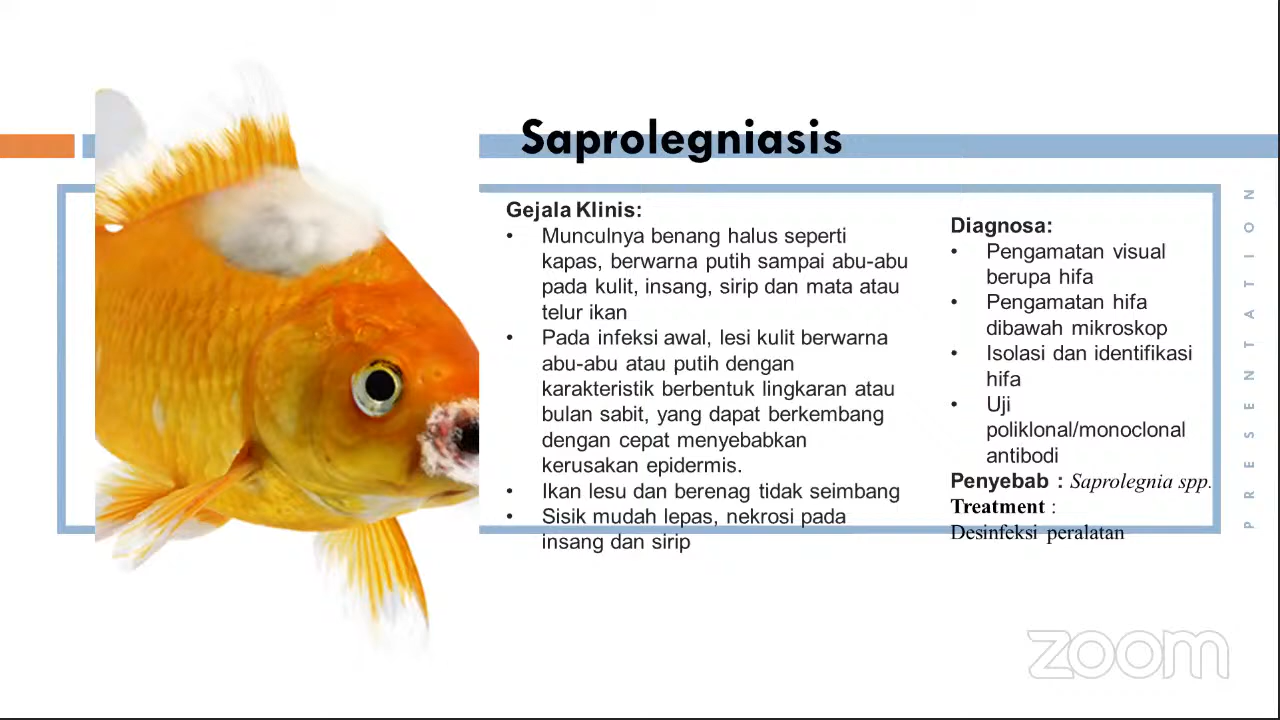 Saprolegniasis
Gejala Klinis:
• Munculnya benang halus seperti
kapas, berwarna putih sampai abu-abu
pada kulit, insang, sirip dan mata atau
telur ikan
• Pada infeksi awal, lesi kulit berwarna
abu-abu atau putih dengan
karakteristik berbentuk lingkaran atau
bulan sabit, yang dapat berkembang
dengan cepat menyebabkan
kerusakan epidermis.
• Ikan lesu dan berenag tidak seimbang
• Sisik mudah lepas, nekrosi pada
insang dan sirip
Diagnosa:
• Pengamatan visual
berupa hifa
• Pengamatan hifa
dibawah mikroskop
• Isolasi dan identifikasi
hifa
• Uji
poliklonal/monoclonal
antibodi
Penyebab : Saprolegnia spp.
Treatment :
Desinfeksi peralatan
PRESENTATION
zoom